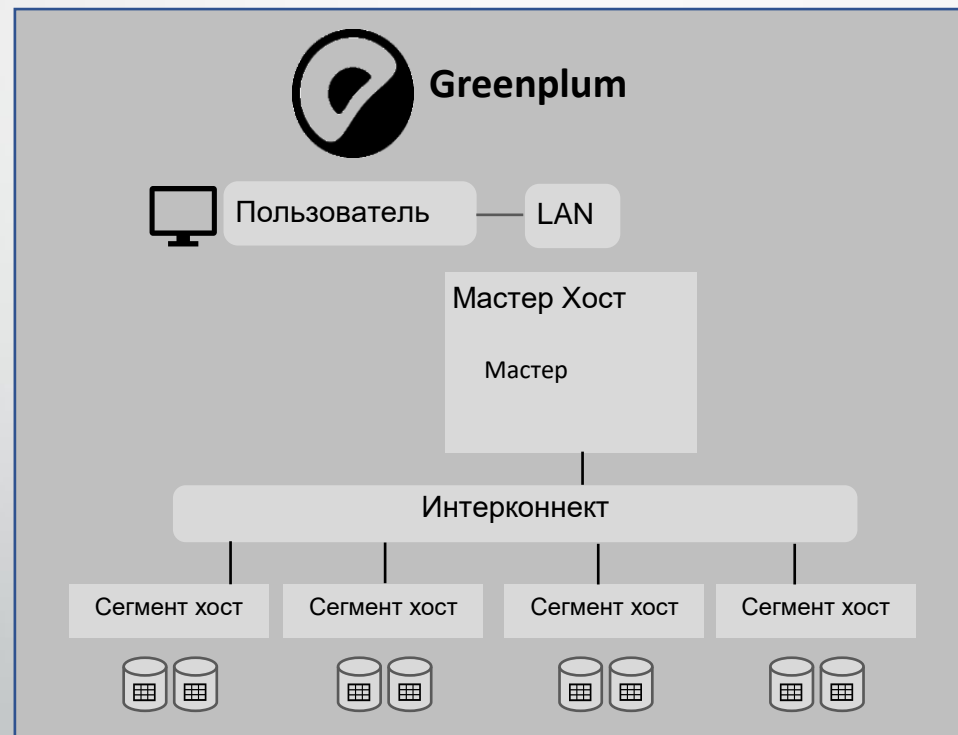 Greenplum
Пользователь
LAN
Мастер Хост
Мастер
Интерконнект
Сегмент хост
Сегмент хост
Сегмент хост
Сегмент хост